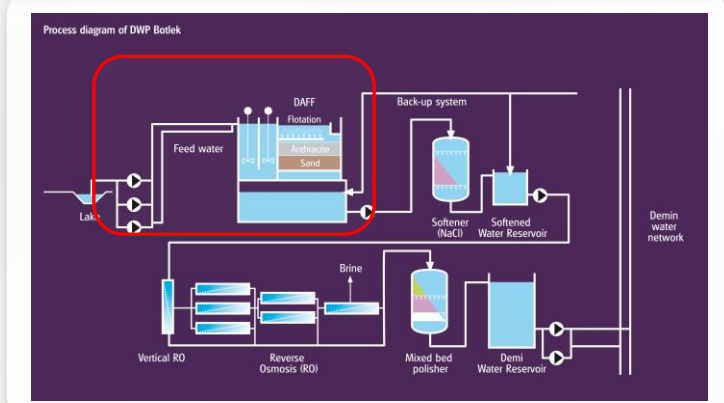 Process diagram of DWP Botlek
DAFF
Flotation
Anthracite
Sand
Feed water
Lake
Back-up system
Softener
(NaCl)
Softened
Water Reservoir
Demin
water
network
Brine
Vertical RO
Reverse
Osmosis (RO)
Mixed bed
polisher
Demi
Water Reservoir